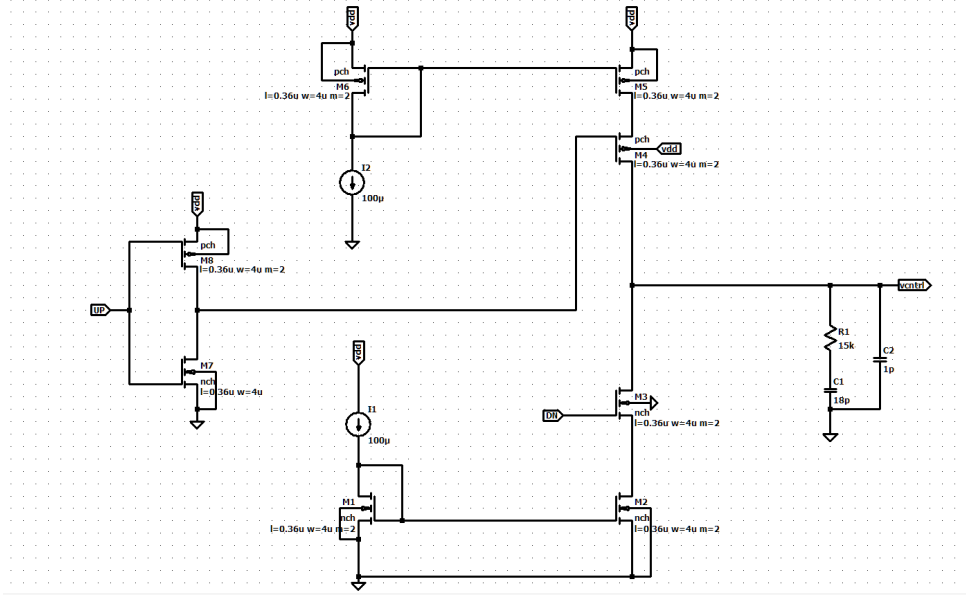 vdd
vdd
pch
M6
l=0.36u w=4u m=2
pch
M5
l=0.36u w=4u m=2
pch
vdd
M4
l=0.36u w=4u m=2
I2
100µ
vdd
pch
M8
l=0.36u w=4u m=2
UP
vcntrl
R1
15k
C2
1p
C1
18p
M7
nch
l=0.36u w=4u
vdd
I1
100µ
M3
DN
nch
l=0.36u w=4u m=2
M1
nch
l=0.36u w=4u m=2
M2
nch
l=0.36u w=4u m=2